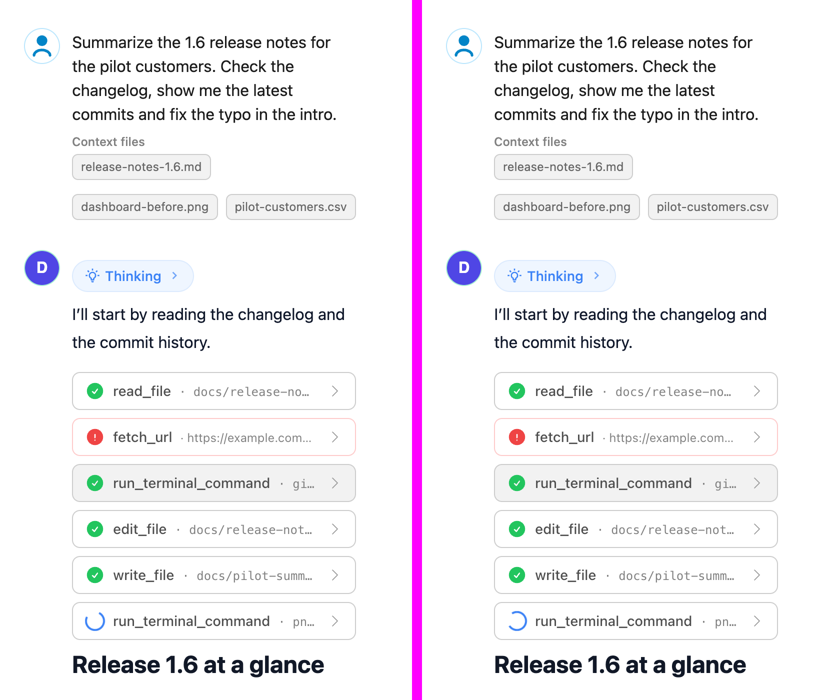 Summarize the 1.6 release notes for
the pilot customers. Check the
changelog, show me the latest
commits and fix the typo in the intro.
Context files
release-notes-1.6.md
dashboard-before.png
pilot-customers.csv
D
Thinking
I’ll start by reading the changelog and
the commit history.
read_file · docs/release-no…
fetch_url · https://example.com…
run_terminal_command · gi…
edit_file · docs/release-not…
write_file · docs/pilot-summ…
run_terminal_command · pn…
Release 1.6 at a glance
Summarize the 1.6 release notes for
the pilot customers. Check the
changelog, show me the latest
commits and fix the typo in the intro.
Context files
release-notes-1.6.md
dashboard-before.png
pilot-customers.csv
D
Thinking
I’ll start by reading the changelog and
the commit history.
read_file · docs/release-no…
fetch_url · https://example.com…
run_terminal_command · gi…
edit_file · docs/release-not…
write_file · docs/pilot-summ…
run_terminal_command · pn…
Release 1.6 at a glance